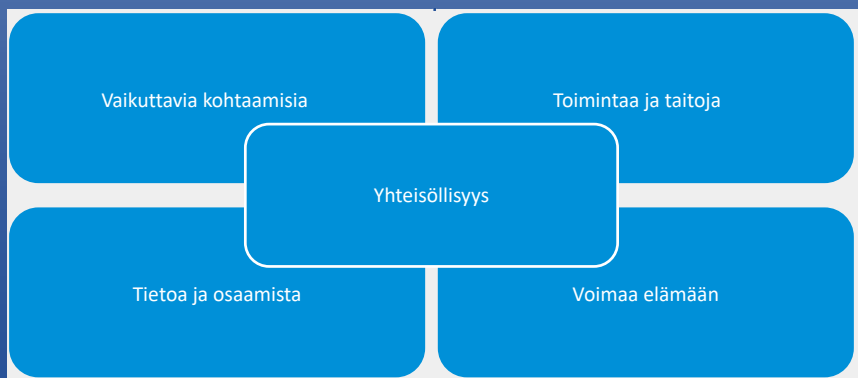 Vaikuttavia kohtaamisia
Toimintaa ja taitoja
Yhteisöllisyys
Tietoa ja osaamista
Voimaa elämään